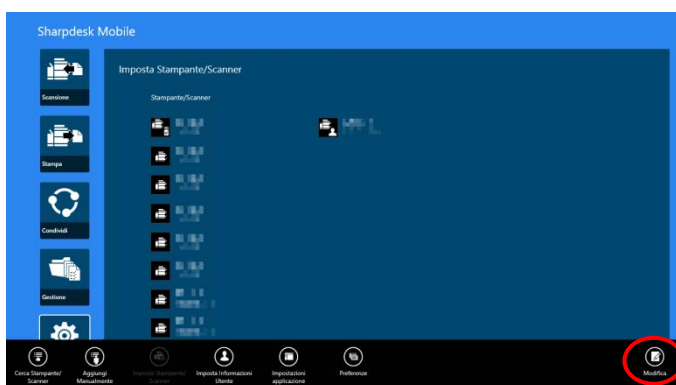 Sharpdesk Mobile
Imposta Stampante/Scanner
Stampante/Scanner
Scansione
Stampa
Condividi
Gestione
Cerca Stampante/
Scanner
Aggiungi
Manualmente
Imposta Stampante/
Scanner
Imposta Informazioni
Utente
Impostazioni
applicazione
Preferenze
Modifica